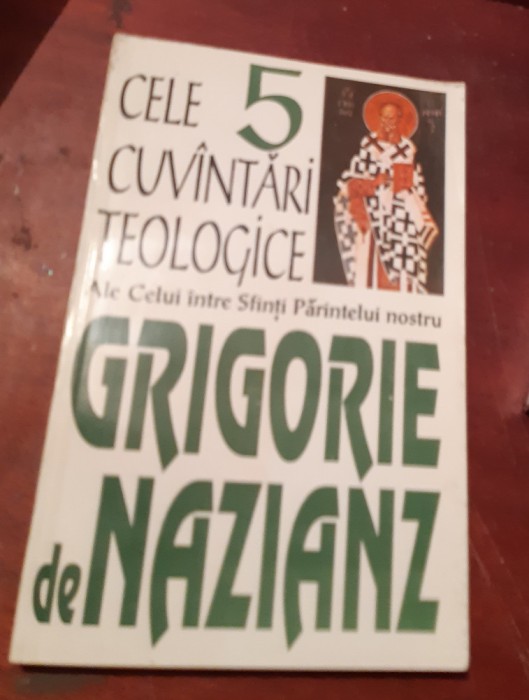 CELE 5
CUVÎNTĂRI
TEOLOGICE
Ale Celui între Sfinți Părintelui nostru
GRIGORIE
de NAZIANZ